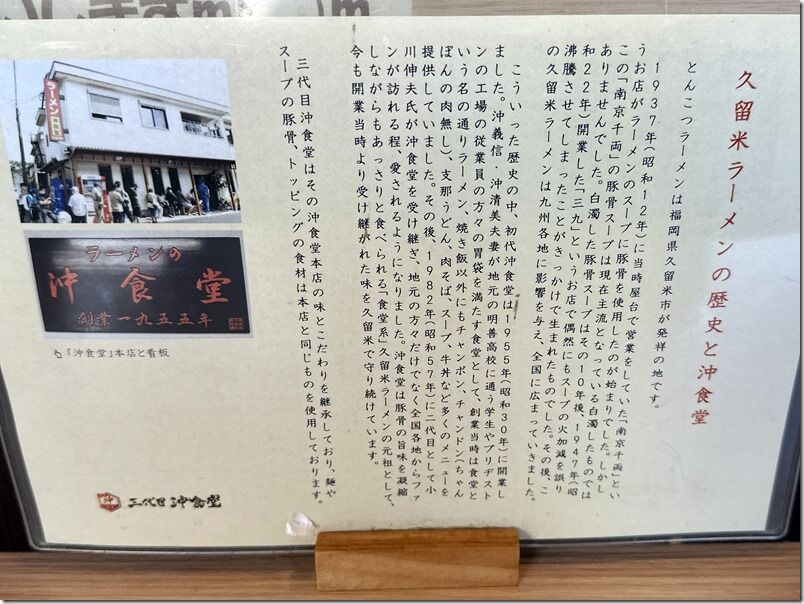 久留米ラーメンの歴史と沖食堂
とんこつラーメンは福岡県久留米市が発祥の地です。
1937年(昭和12年)に当時屋台で営業をしていた「南京千両」とい
うお店がラーメンのスープに豚骨を使用したのが始まりでした。しかし
この「南京千両」の豚骨スープは現在主流となっている白濁したものでは
ありませんでした。白濁した豚骨スープはその10年後、1947年(昭
和22年)開業した「三九」というお店で偶然にもスープの火加減を誤り
沸騰させてしまったことがきっかけで生まれたものでした。その後、こ
の久留米ラーメンは九州各地に影響を与え、全国に広まっていきました。
こういった歴史の中、初代沖食堂は1955年(昭和30年)に開業し
ました。沖義信・沖清美夫妻が地元の明善高校に通う学生やブリヂスト
ンの工場の従業員の方々の胃袋を満たす食堂として、創業当時は食堂と
いう名の通りラーメン、焼き飯以外にもチャンポン、チャンドン(ちゃん
ぽんの肉無し)、支那うどん、肉そば、スープ、牛丼など多くのメニューを
提供していました。その後、1982年(昭和57年)に二代目として小
川伸夫氏が沖食堂を受け継ぎ、地元の方々だけでなく全国各地からファ
ンが訪れる程、愛されるようになりました。沖食堂は豚骨の旨味を凝縮
しながらもあっさりと食べられる「食堂系」久留米ラーメンの元祖として、
今も開業当時より受け継がれた味を久留米で守り続けています。
三代目沖食堂はその沖食堂本店の味とこだわりを継承しており、麺や
スープの豚骨、トッピングの食材は本店と同じものを使用しております。
ラーメン
ラーメンの
沖食堂
創業一九五五年
「沖食堂」本店と看板
沖
三代目 沖食堂